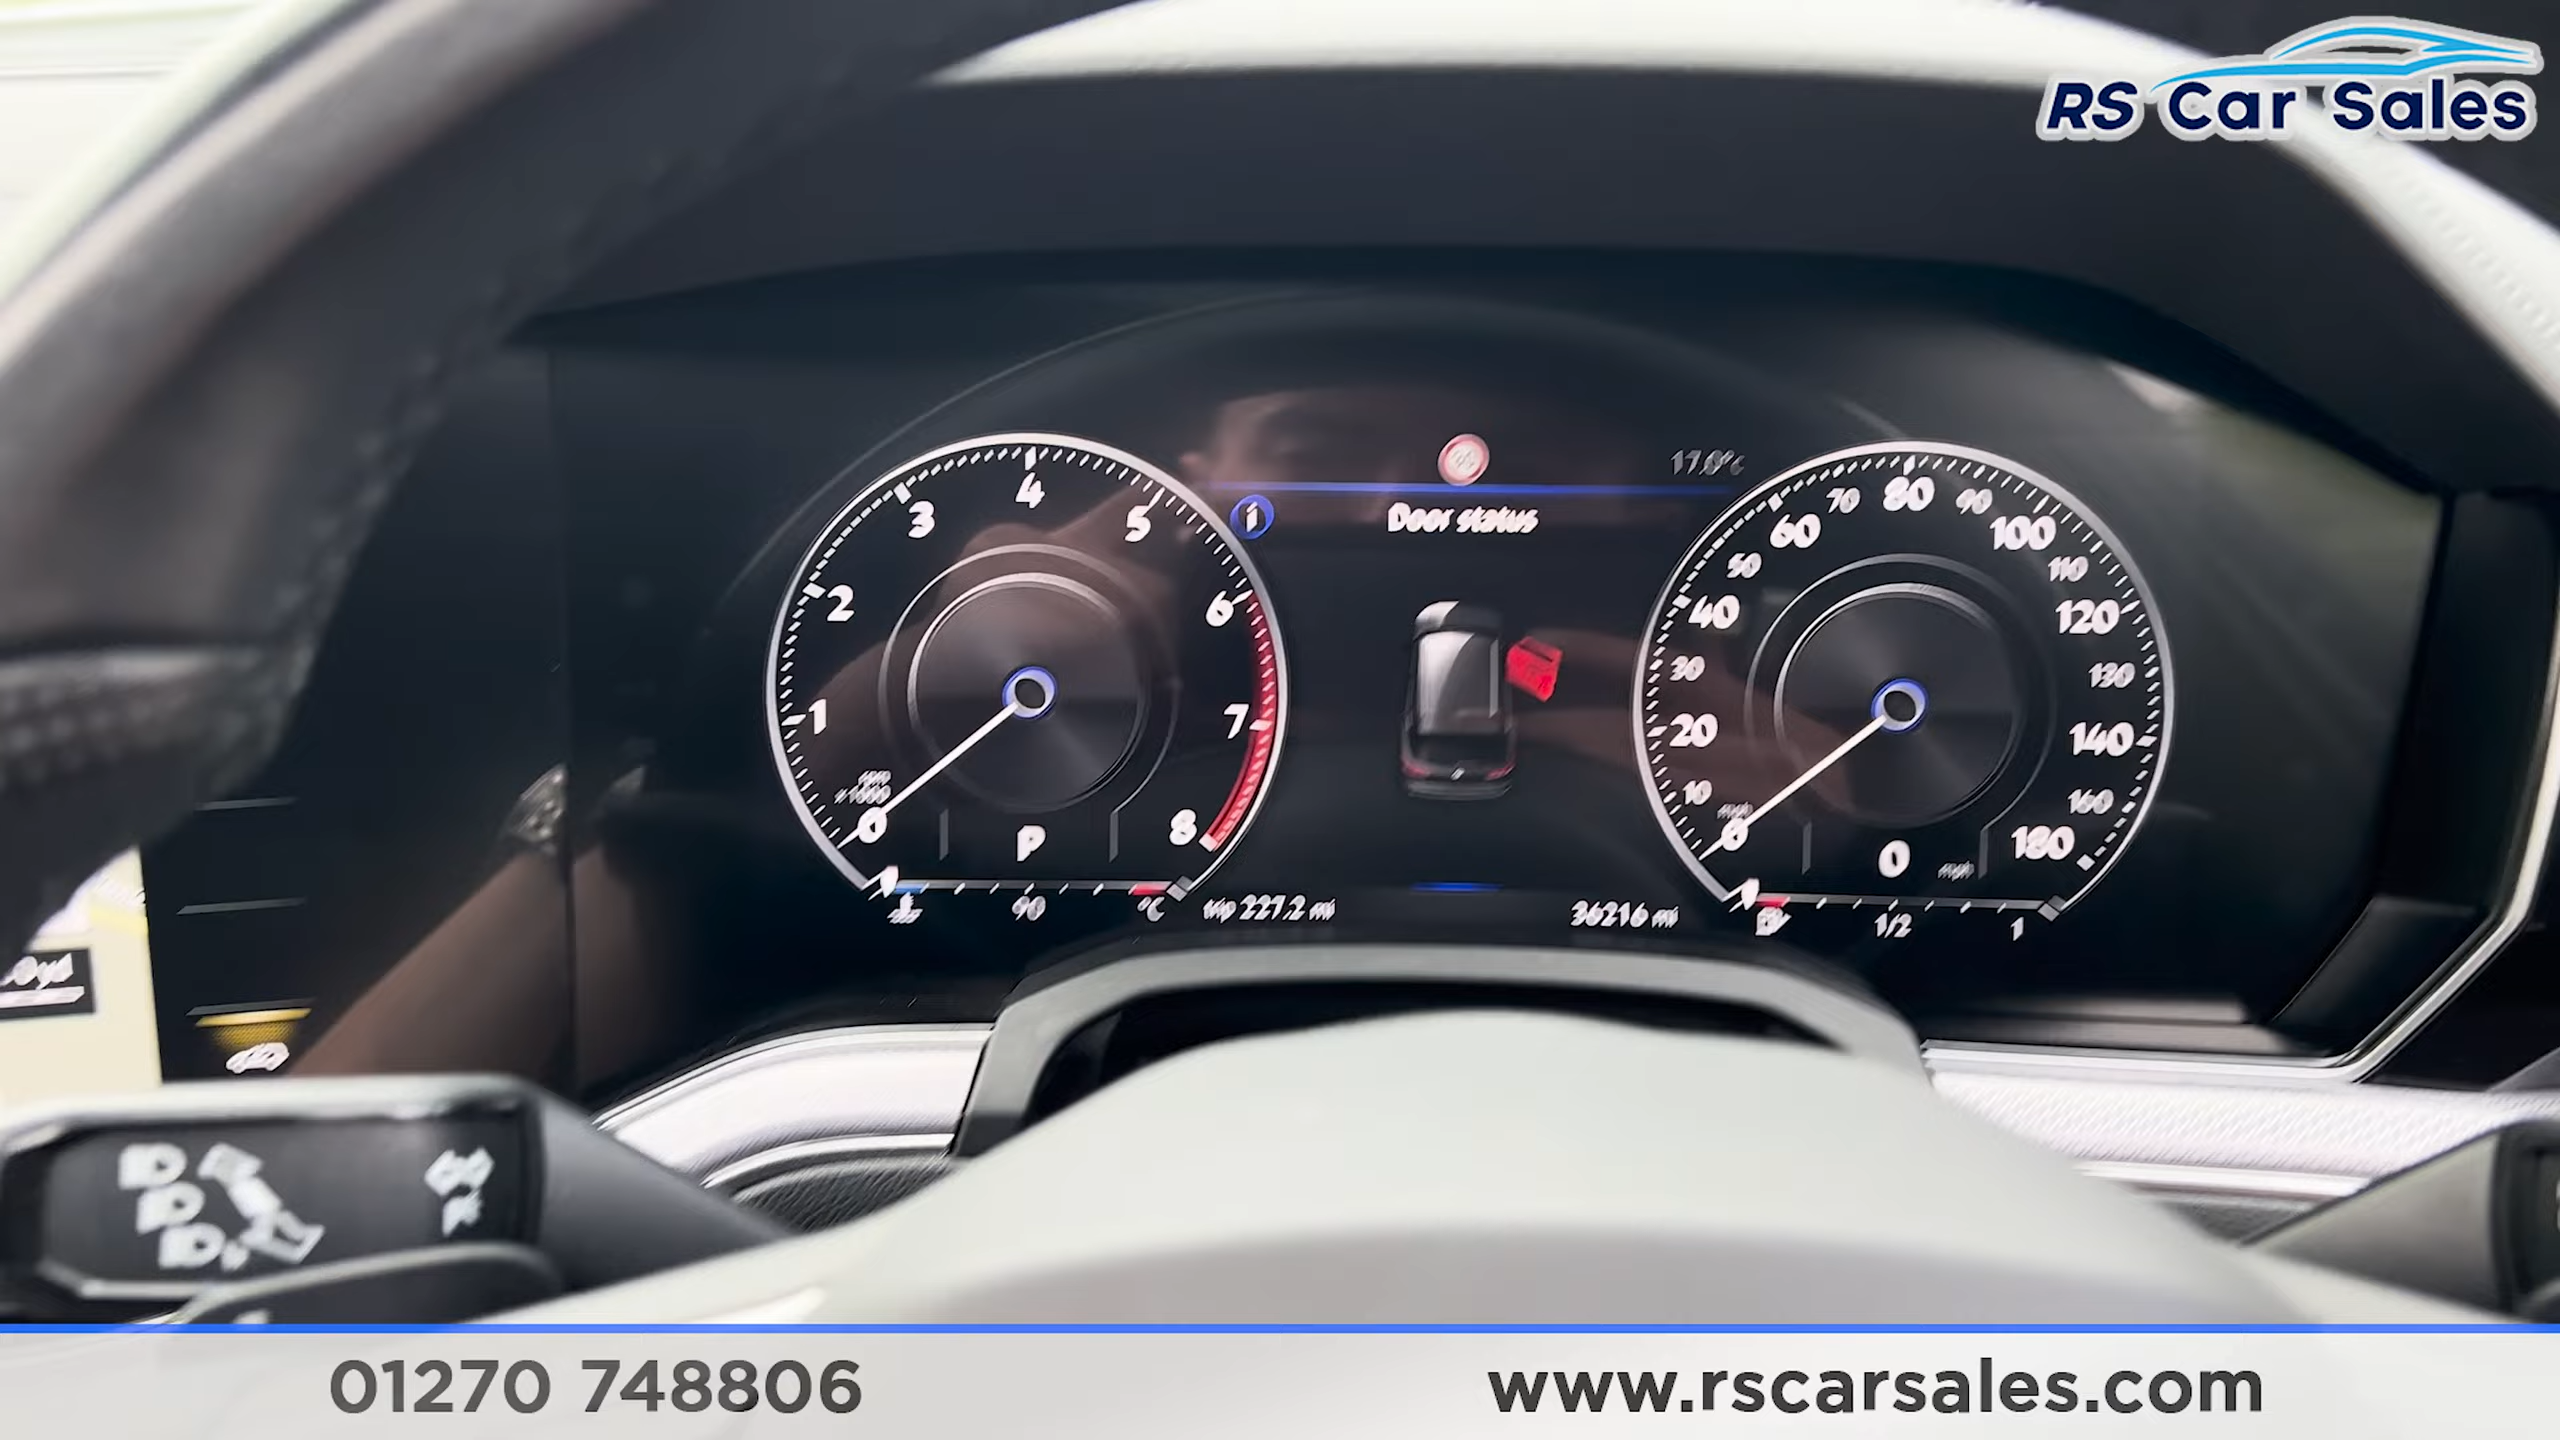 RS Car Sales
17.0°C
Door status
1
2
3
4
5
6
7
8
0
P
10
20
30
40
50
60
70
80
90
100
110
120
130
140
160
180
0
mph
0 mph
90 °C
trip 227.2 mi
36216 mi
1/2 1
01270 748806
www.rscarsales.com